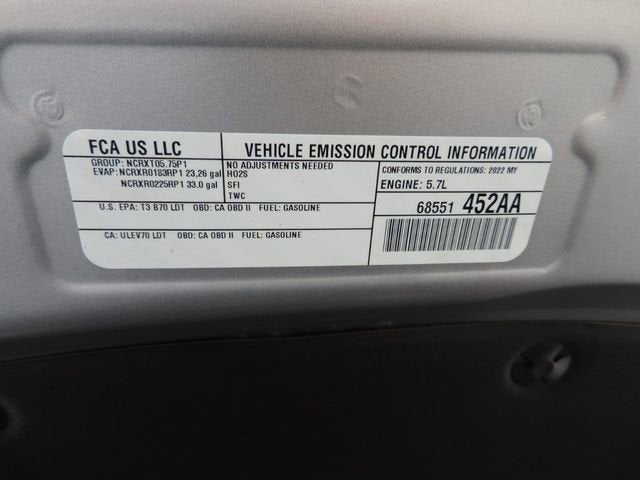 FCA US LLC
VEHICLE EMISSION CONTROL INFORMATION
GROUP: NCRXT05.75P1
EVAP: NCRXR0183RP1 23,26 gal
NCRXR0225RP1 33.0 gal
NO ADJUSTMENTS NEEDED
HO2S
SFI
TWC
CONFORMS TO REGULATIONS: 2022 MY
ENGINE: 5.7L
U.S. EPA: T3 B70 LDT OBD: CA OBD II FUEL: GASOLINE
CA: ULEV70 LDT OBD: CA OBD II FUEL: GASOLINE
68551 452AA